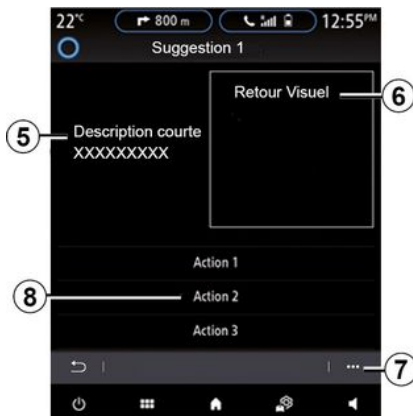 22°C 800 m 12:55PM
Suggestion 1
Retour Visuel
6
5
Description courte
XXXXXXXXX
Action 1
8
Action 2
Action 3
7